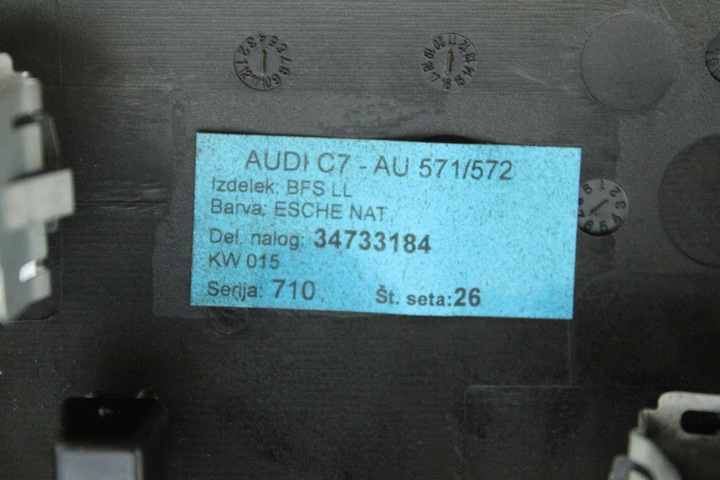 AUDI C7 - AU 571/572
Izdelek: BFS LL
Barva: ESCHE NAT
Del. nalog: 34733184
KW 015
Serija: 710
Št. seta: 26